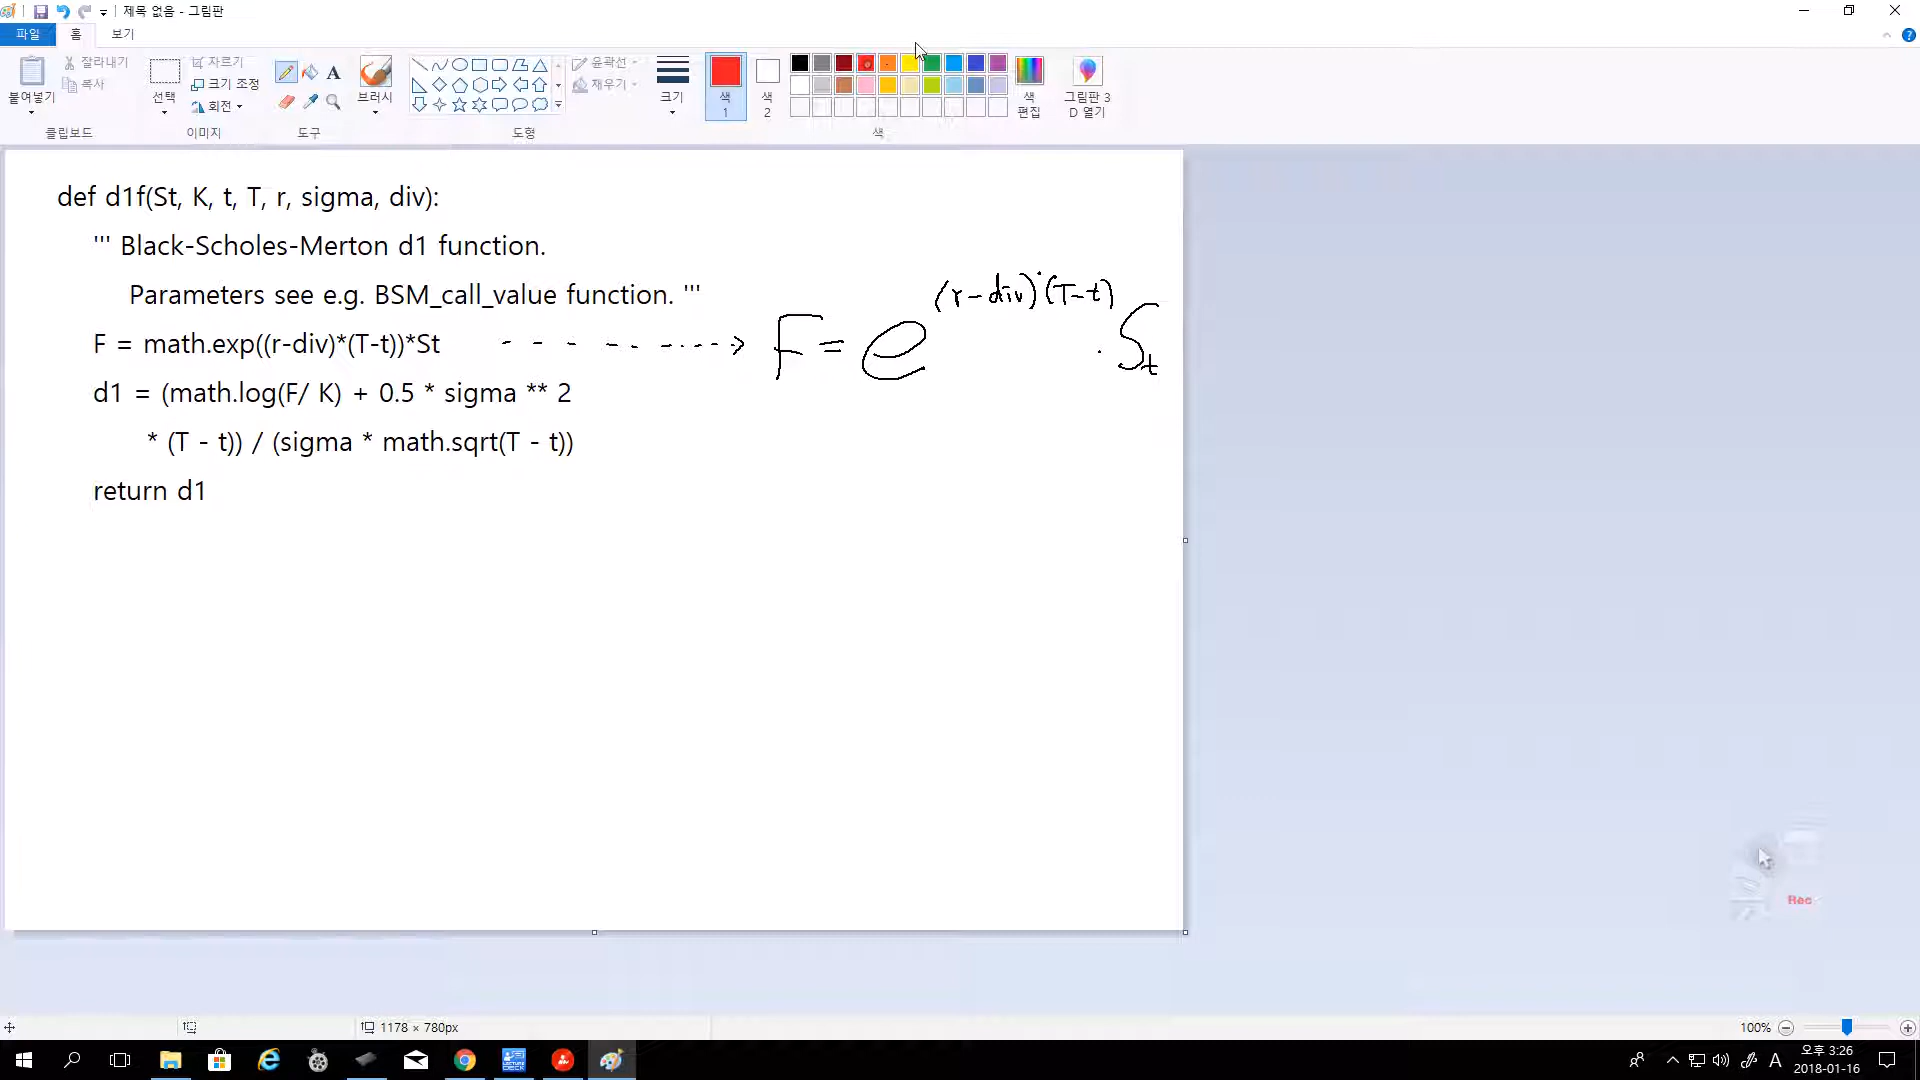 제목 없음 - 그림판
파일 홈 보기
붙여넣기 잘라내기 복사
클립보드
선택 자르기 크기 조정 회전
이미지
A
도구
브러시
윤곽선 채우기
도형
크기
색 1
색 2
색 편집
색
그림판 3D 열기
def d1f(St, K, t, T, r, sigma, div):
''' Black-Scholes-Merton d1 function.
Parameters see e.g. BSM_call_value function. '''
F = math.exp((r-div)*(T-t))*St
F = e^(r-div)·(T-t) · St
d1 = (math.log(F/ K) + 0.5 * sigma ** 2
* (T - t)) / (sigma * math.sqrt(T - t))
return d1
Rec
1178 × 780px
100%
A
오후 3:26
2018-01-16